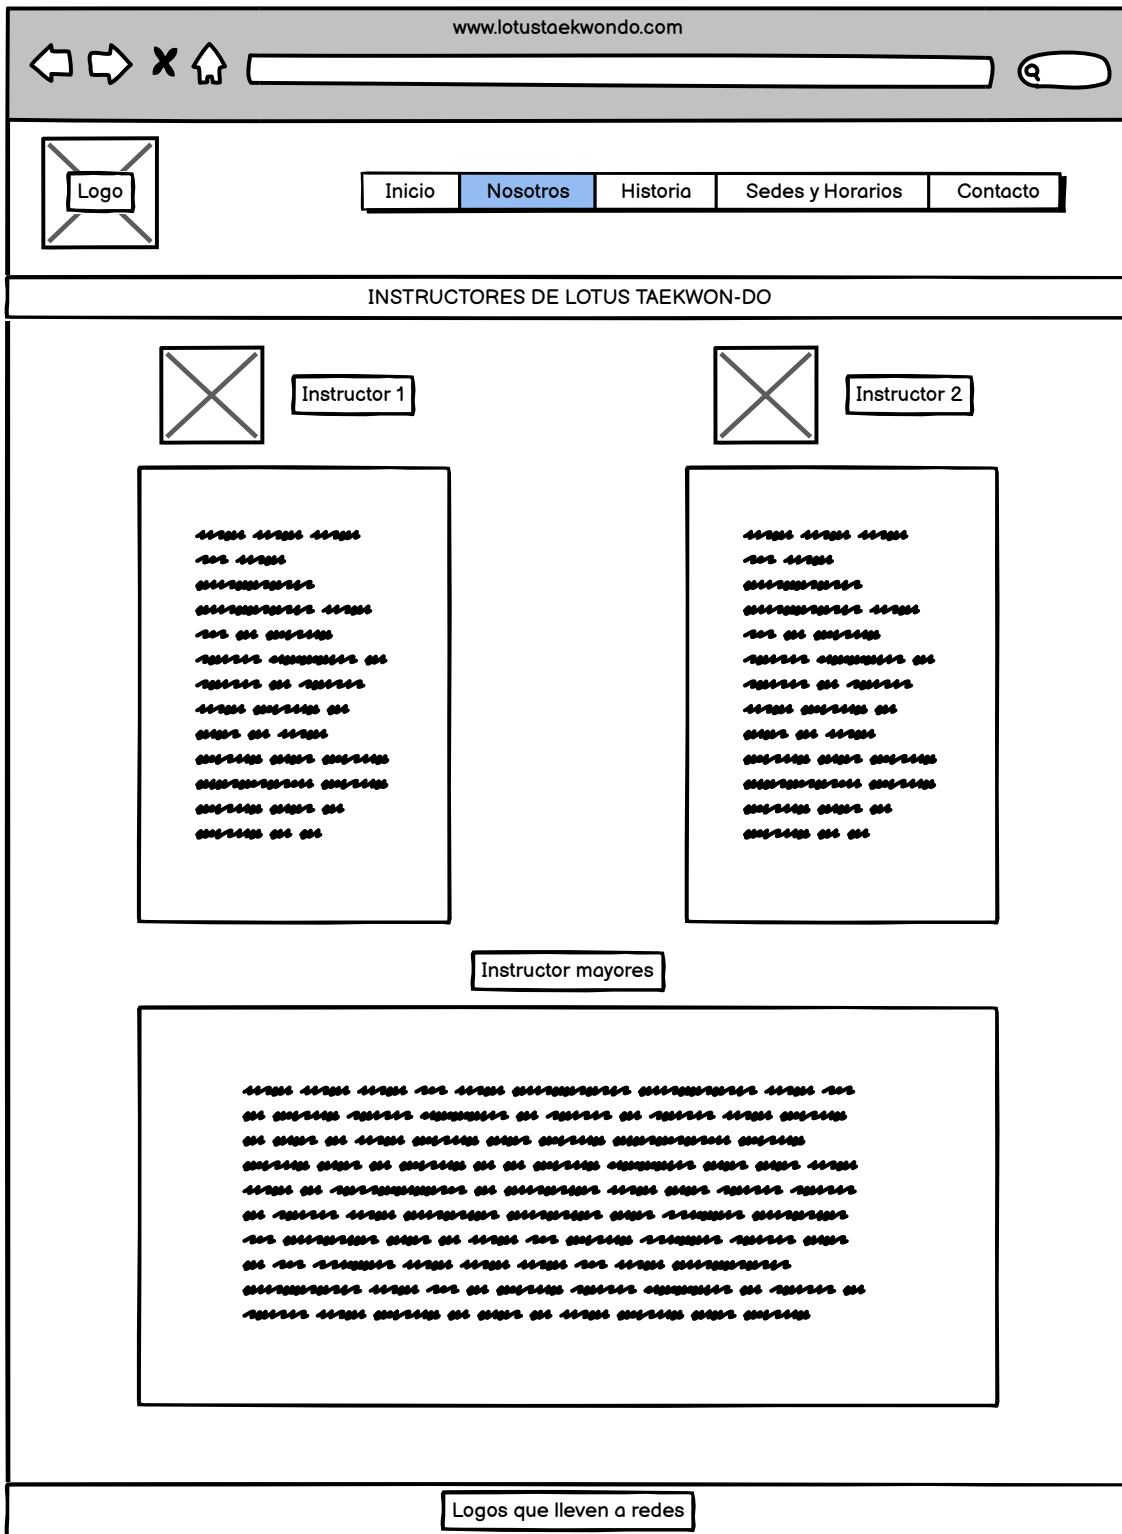 www.lotustaekwondo.com
Logo
Inicio Nosotros Historia Sedes y Horarios Contacto
INSTRUCTORES DE LOTUS TAEKWON-DO
Instructor 1
Instructor 2
Instructor mayores
Logos que lleven a redes